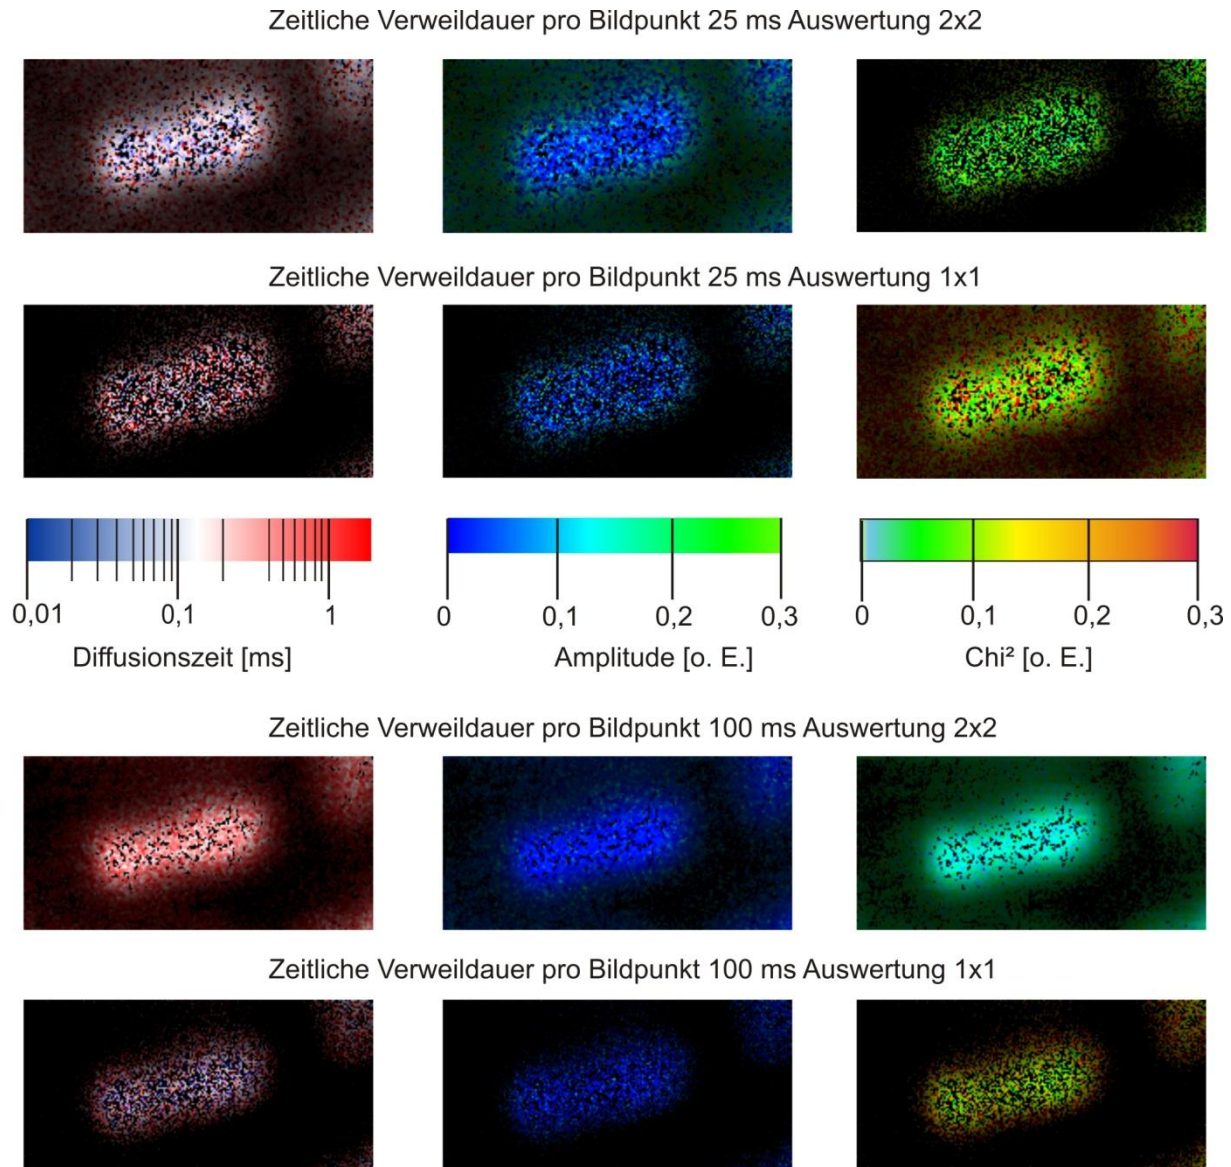 Zeitliche Verweildauer pro Bildpunkt 25 ms Auswertung 2x2
Zeitliche Verweildauer pro Bildpunkt 25 ms Auswertung 1x1
0,01 0,1 1
Diffusionszeit [ms]
0 0,1 0,2 0,3
Amplitude [o. E.]
0 0,1 0,2 0,3
Chi² [o. E.]
Zeitliche Verweildauer pro Bildpunkt 100 ms Auswertung 2x2
Zeitliche Verweildauer pro Bildpunkt 100 ms Auswertung 1x1